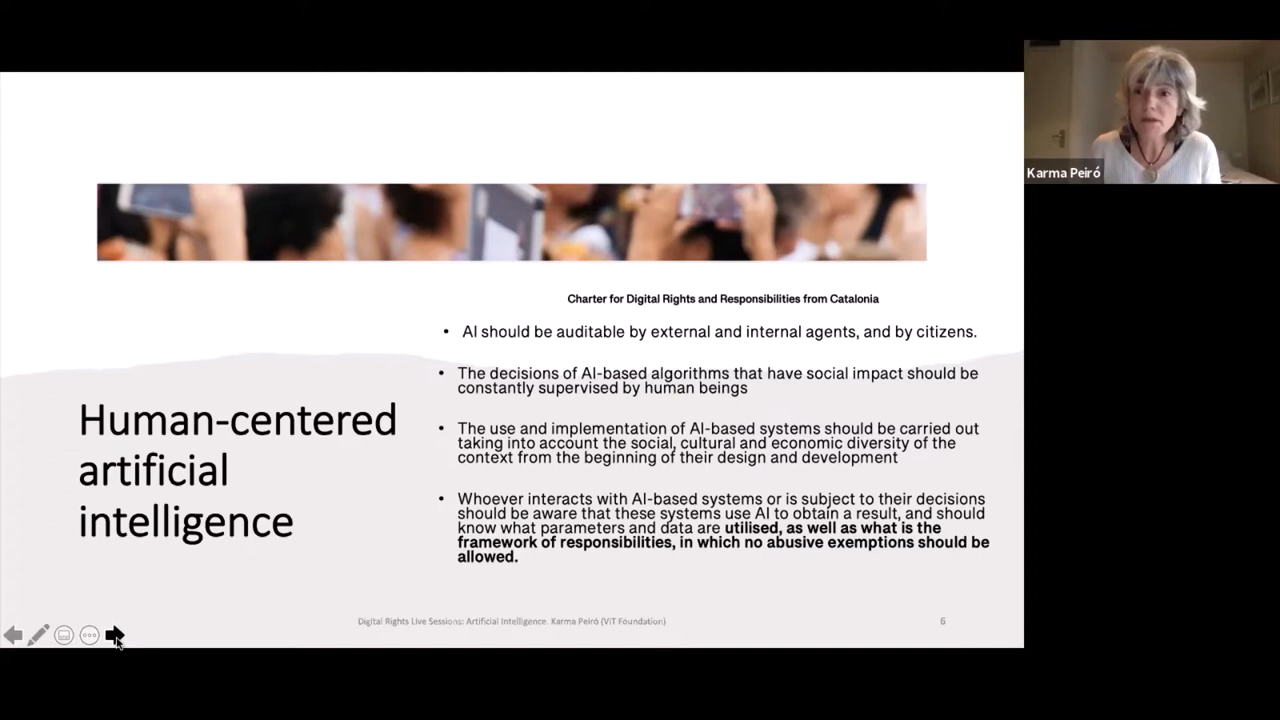 Karma Peiró
Charter for Digital Rights and Responsibilities from Catalonia
• AI should be auditable by external and internal agents, and by citizens.
• The decisions of AI-based algorithms that have social impact should be
constantly supervised by human beings
• The use and implementation of AI-based systems should be carried out
taking into account the social, cultural and economic diversity of the
context from the beginning of their design and development
• Whoever interacts with AI-based systems or is subject to their decisions
should be aware that these systems use AI to obtain a result, and should
know what parameters and data are utilised, as well as what is the
framework of responsibilities, in which no abusive exemptions should be
allowed.
Human-centered
artificial
intelligence
Digital Rights Live Sessions: Artificial Intelligence. Karma Peiró (ViT Foundation)
6